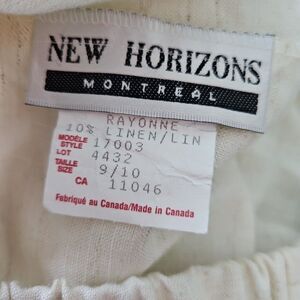 NEW HORIZONS
MONTREAL
RAYONNE
10% LINEN/LIN
MODÈLE
STYLE 17003
LOT 4432
TAILLE
SIZE 9/10
CA 11046
Fabriqué au Canada/Made in Canada